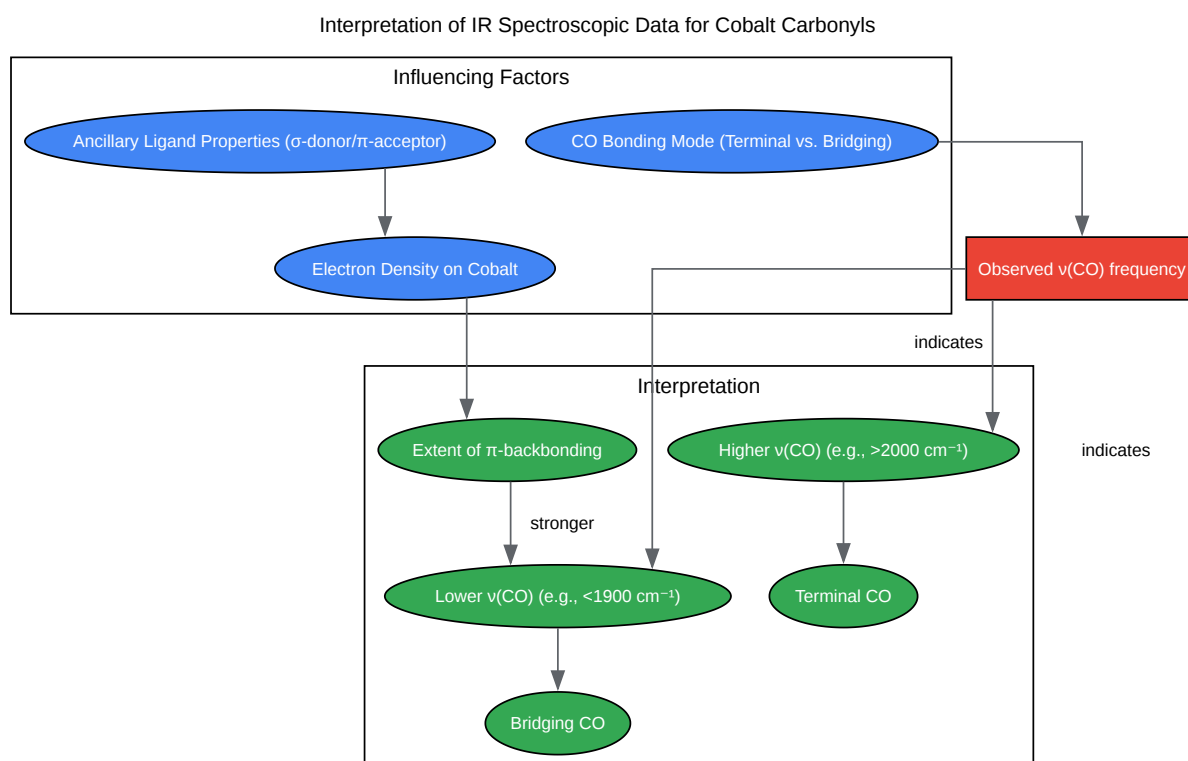 Interpretation of IR Spectroscopic Data for Cobalt Carbonyls
Influencing Factors
Ancillary Ligand Properties (σ-donor/π-acceptor)
CO Bonding Mode (Terminal vs. Bridging)
Electron Density on Cobalt
Observed ν(CO) frequency
indicates
Interpretation
Extent of π-backbonding
Higher ν(CO) (e.g., >2000 cm⁻¹)
indicates
stronger
Lower ν(CO) (e.g., <1900 cm⁻¹)
Terminal CO
Bridging CO